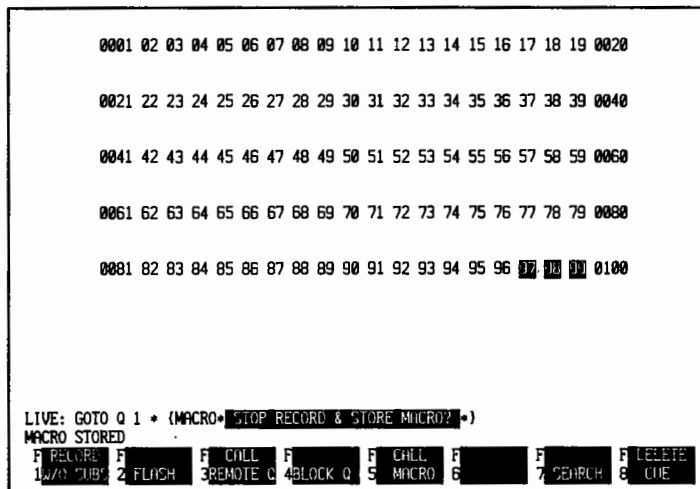 0001 02 03 04 05 06 07 08 09 10 11 12 13 14 15 16 17 18 19 0020
0021 22 23 24 25 26 27 28 29 30 31 32 33 34 35 36 37 38 39 0040
0041 42 43 44 45 46 47 48 49 50 51 52 53 54 55 56 57 58 59 0060
0061 62 63 64 65 66 67 68 69 70 71 72 73 74 75 76 77 78 79 0080
0081 82 83 84 85 86 87 88 89 90 91 92 93 94 95 96 97 98 99 0100
LIVE: GOTO Q 1 * {MACRO* STOP RECORD & STORE MACRO? *}
MACRO STORED
F RECORD F F CALL F F CALL F F F DELETE
1W/O SUBS 2 FLASH 3REMOTE Q 4BLOCK Q 5 MACRO 6 7 SEARCH 8 CUE